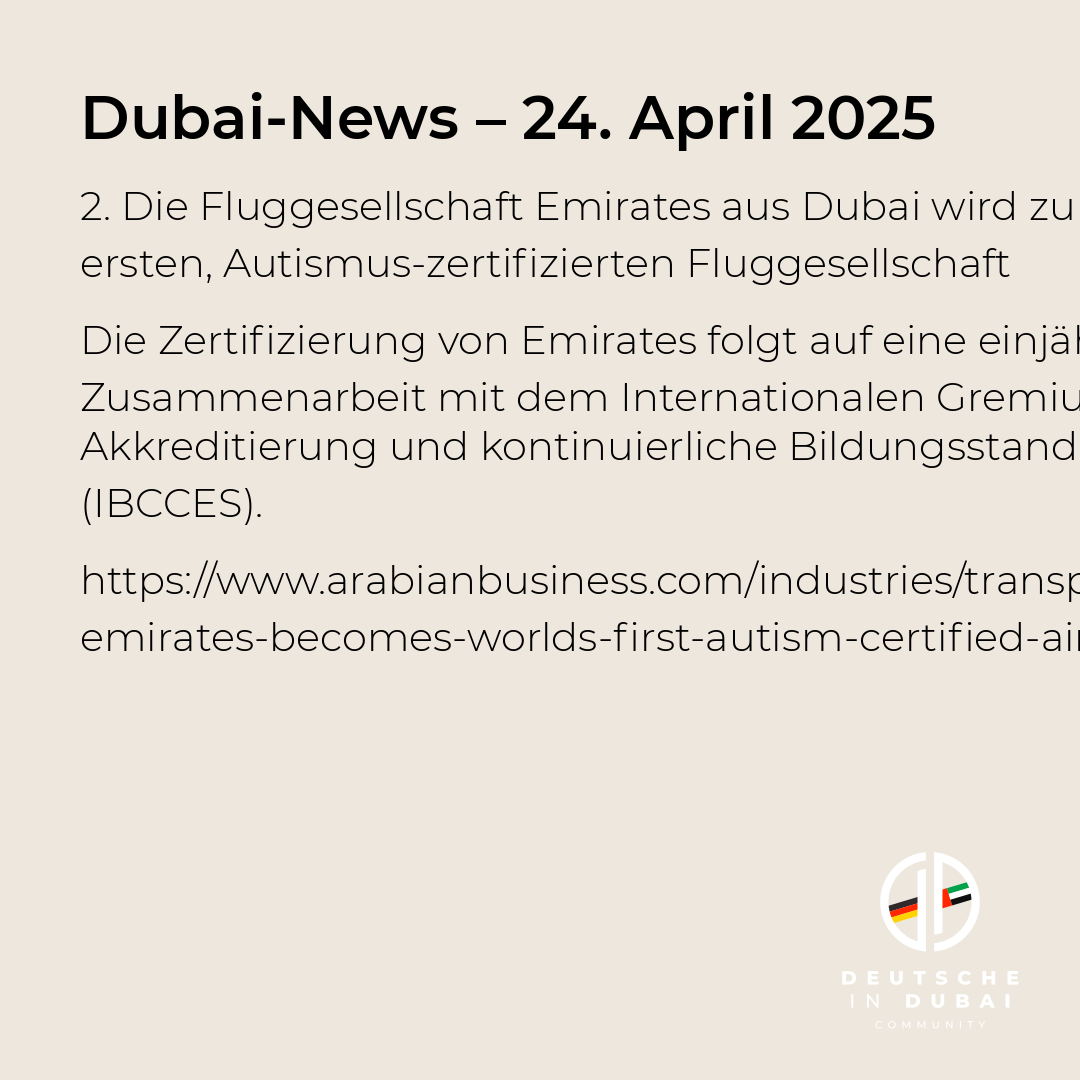 Dubai-News – 24. April 2025
2. Die Fluggesellschaft Emirates aus Dubai wird zu
ersten, Autismus-zertifizierten Fluggesellschaft
Die Zertifizierung von Emirates folgt auf eine einjäh
Zusammenarbeit mit dem Internationalen Gremiu
Akkreditierung und kontinuierliche Bildungsstand
(IBCCES).
https://www.arabianbusiness.com/industries/transp
emirates-becomes-worlds-first-autism-certified-air
DEUTSCHE
IN DUBAI
COMMUNITY